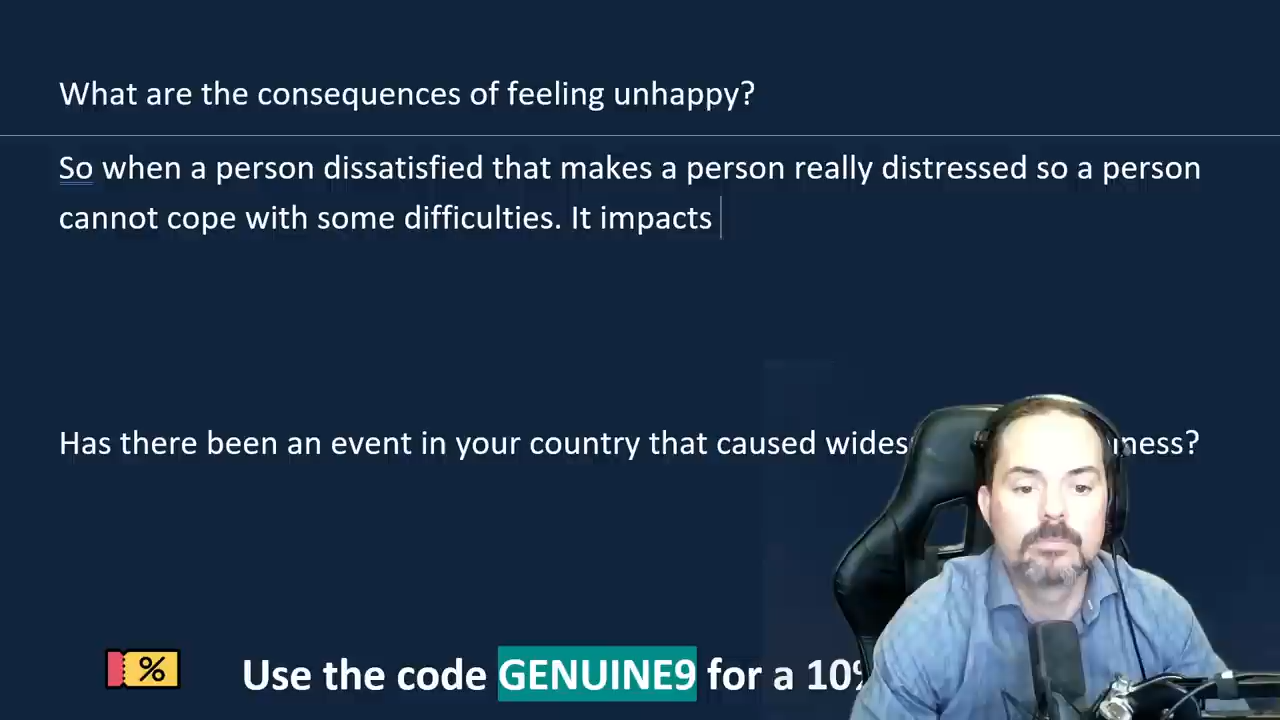 What are the consequences of feeling unhappy?
So when a person dissatisfied that makes a person really distressed so a person
cannot cope with some difficulties. It impacts
Has there been an event in your country that caused ness?
%
Use the code GENUINE9 for a 10%